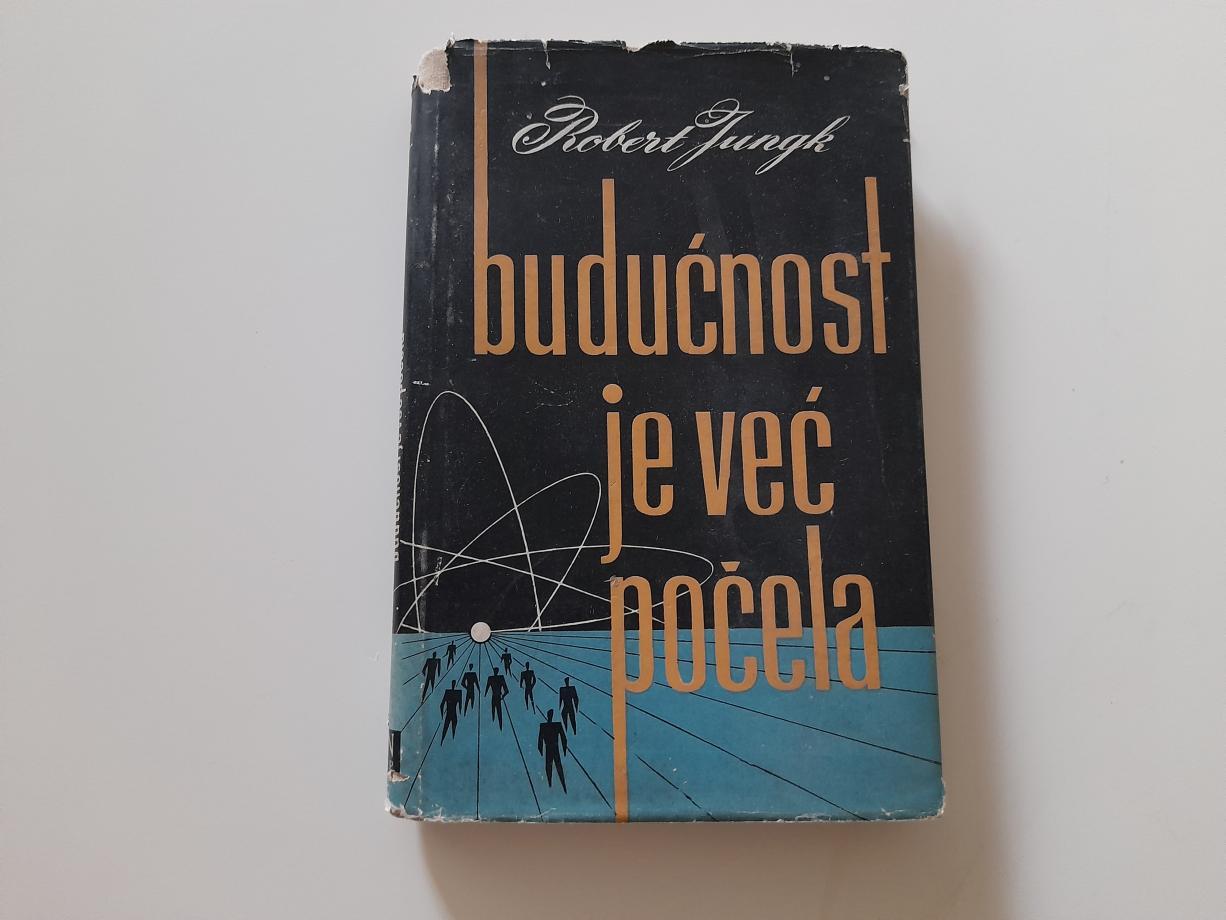 Robert Jungk
budućnost
je već
počela